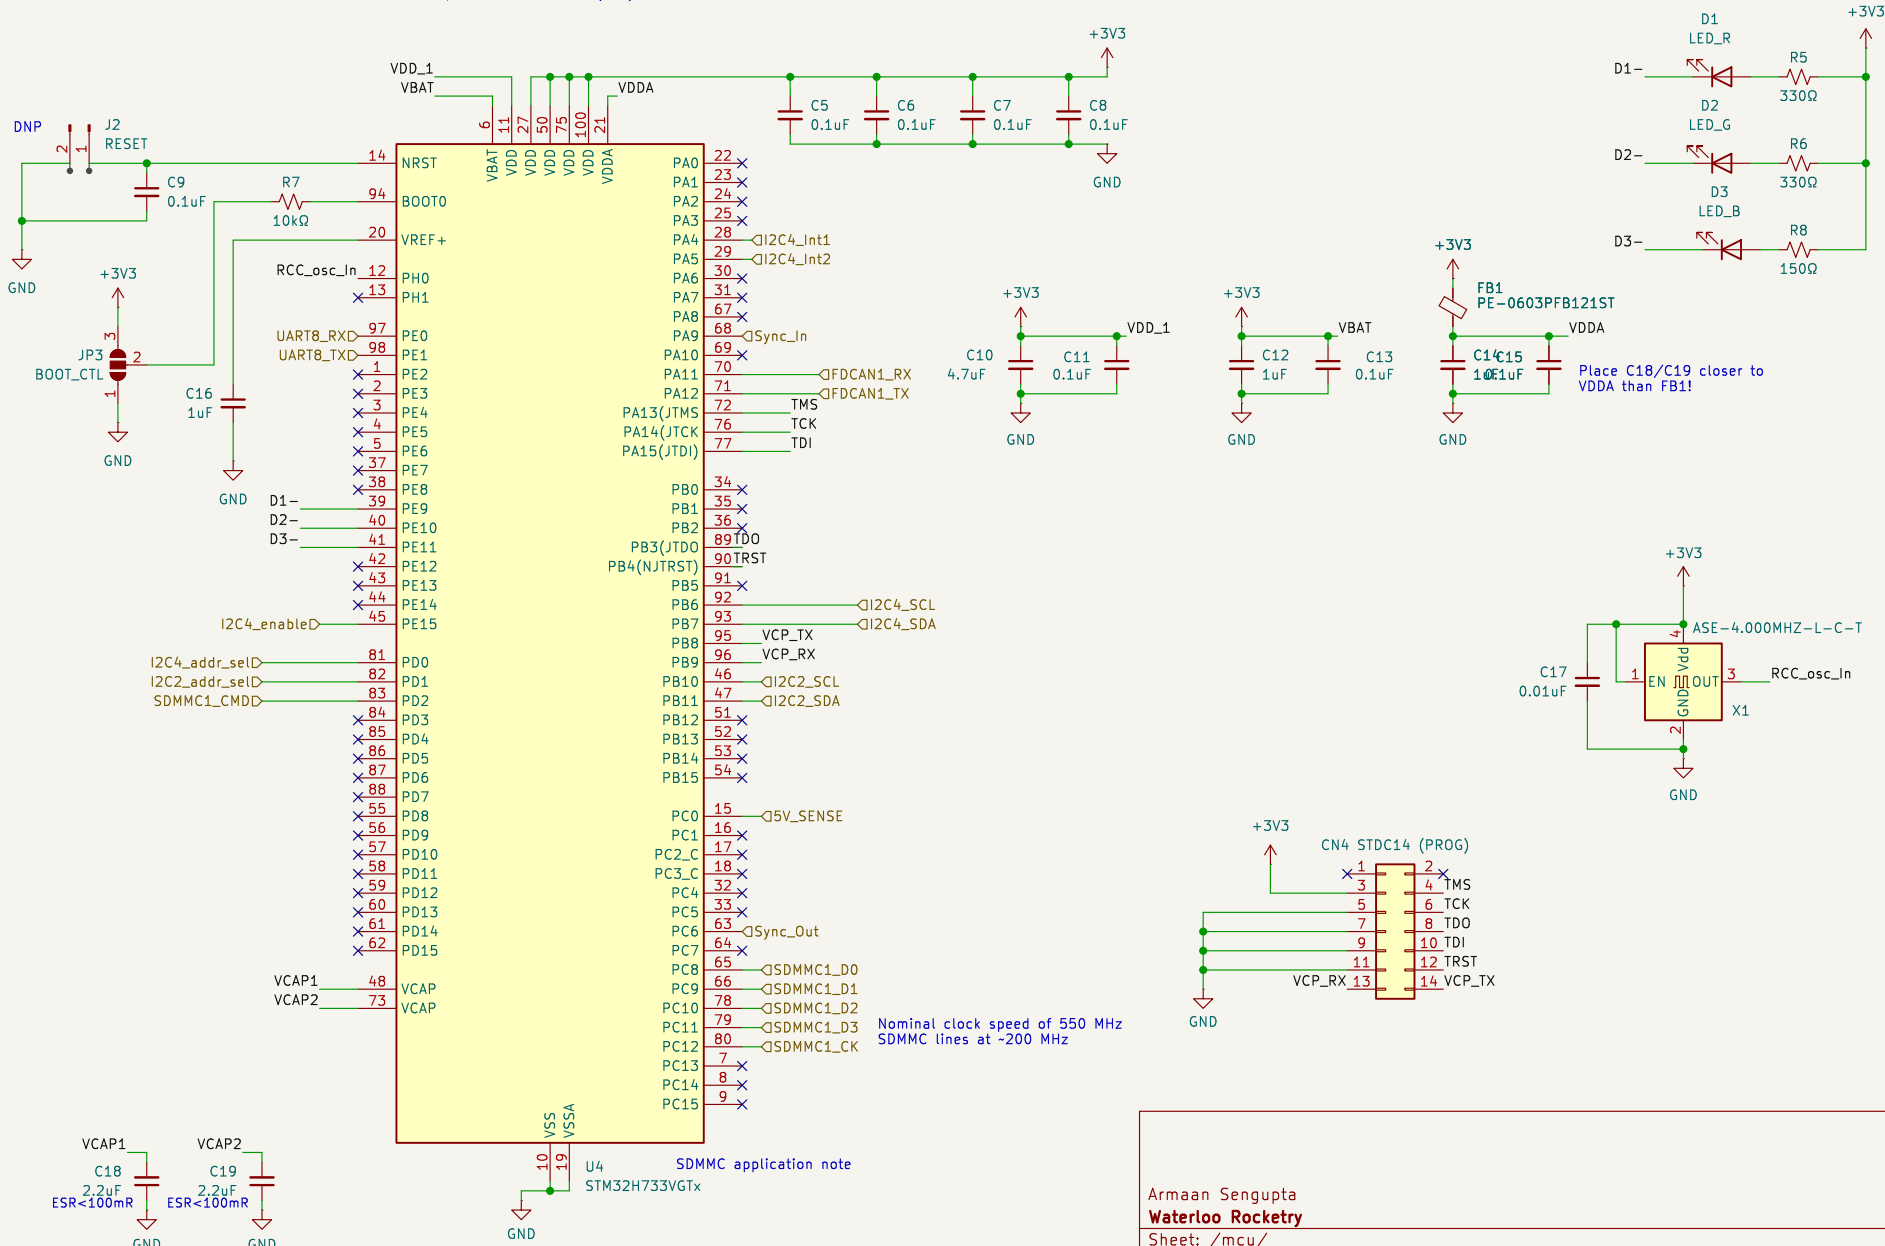 +3V3
D1
LED_R
D1-
R5
330Ω
D2
LED_G
D2-
R6
330Ω
D3
LED_B
D3-
R8
150Ω
VDD_1
VBAT
VDDA
+3V3
C5
0.1uF
C6
0.1uF
C7
0.1uF
C8
0.1uF
GND
DNP
J2
RESET
2
1
C9
0.1uF
GND
R7
10kΩ
+3V3
3
JP3
2
BOOT_CTL
1
GND
C16
1uF
GND
6
11
27
50
75
100
21
VBAT
VDD
VDD
VDD
VDD
VDD
VDDA
14 NRST
94 BOOT0
20 VREF+
RCC_osc_In 12 PH0
13 PH1
UART8_RX 97 PE0
UART8_TX 98 PE1
1 PE2
2 PE3
3 PE4
4 PE5
5 PE6
37 PE7
38 PE8
D1- 39 PE9
D2- 40 PE10
D3- 41 PE11
42 PE12
43 PE13
44 PE14
I2C4_enable 45 PE15
I2C4_addr_sel 81 PD0
I2C2_addr_sel 82 PD1
SDMMC1_CMD 83 PD2
84 PD3
85 PD4
86 PD5
87 PD6
88 PD7
55 PD8
56 PD9
57 PD10
58 PD11
59 PD12
60 PD13
61 PD14
62 PD15
VCAP1 48 VCAP
VCAP2 73 VCAP
PA0 22
PA1 23
PA2 24
PA3 25
PA4 28 I2C4_Int1
PA5 29 I2C4_Int2
PA6 30
PA7 31
PA8 67
PA9 68 Sync_In
PA10 69
PA11 70 FDCAN1_RX
PA12 71 FDCAN1_TX
PA13(JTMS 72 TMS
PA14(JTCK 76 TCK
PA15(JTDI) 77 TDI
PB0 34
PB1 35
PB2 36
PB3(JTDO 89 TDO
PB4(NJTRST) 90 TRST
PB5 91
PB6 92 I2C4_SCL
PB7 93 I2C4_SDA
PB8 95 VCP_TX
PB9 96 VCP_RX
PB10 46 I2C2_SCL
PB11 47 I2C2_SDA
PB12 51
PB13 52
PB14 53
PB15 54
PC0 15 5V_SENSE
PC1 16
PC2_C 17
PC3_C 18
PC4 32
PC5 33
PC6 63 Sync_Out
PC7 64
PC8 65 SDMMC1_D0
PC9 66 SDMMC1_D1
PC10 78 SDMMC1_D2
PC11 79 SDMMC1_D3
PC12 80 SDMMC1_CK
PC13 7
PC14 8
PC15 9
Nominal clock speed of 550 MHz
SDMMC lines at ~200 MHz
VSS
VSSA
10
19
U4
STM32H733VGTx
GND
SDMMC application note
VCAP1
C18
2.2uF
ESR<100mR
GND
VCAP2
C19
2.2uF
ESR<100mR
GND
+3V3
VDD_1
C10
4.7uF
C11
0.1uF
GND
+3V3
VBAT
C12
1uF
C13
0.1uF
GND
+3V3
FB1
PE-0603PFB121ST
VDDA
C14
1uF
C15
0.1uF
GND
Place C18/C19 closer to
VDDA than FB1!
+3V3
ASE-4.000MHZ-L-C-T
4
Vdd
C17
0.01uF
1 EN OUT 3
RCC_osc_In
GND
2
X1
GND
+3V3
CN4 STDC14 (PROG)
1 2
3 4 TMS
5 6 TCK
7 8 TDO
9 10 TDI
11 12 TRST
VCP_RX 13 14 VCP_TX
GND
Armaan Sengupta
Waterloo Rocketry
Sheet: /mcu/